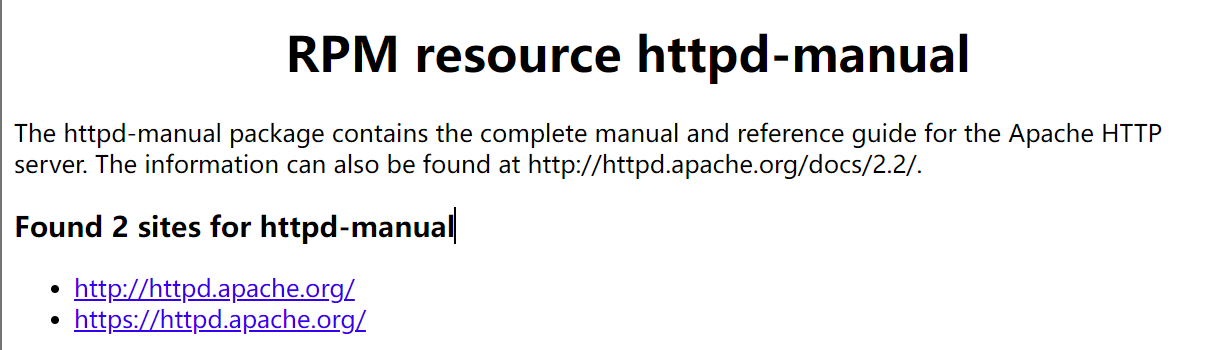 RPM resource httpd-manual
The httpd-manual package contains the complete manual and reference guide for the Apache HTTP
server. The information can also be found at http://httpd.apache.org/docs/2.2/.
Found 2 sites for httpd-manual
• http://httpd.apache.org/
• https://httpd.apache.org/